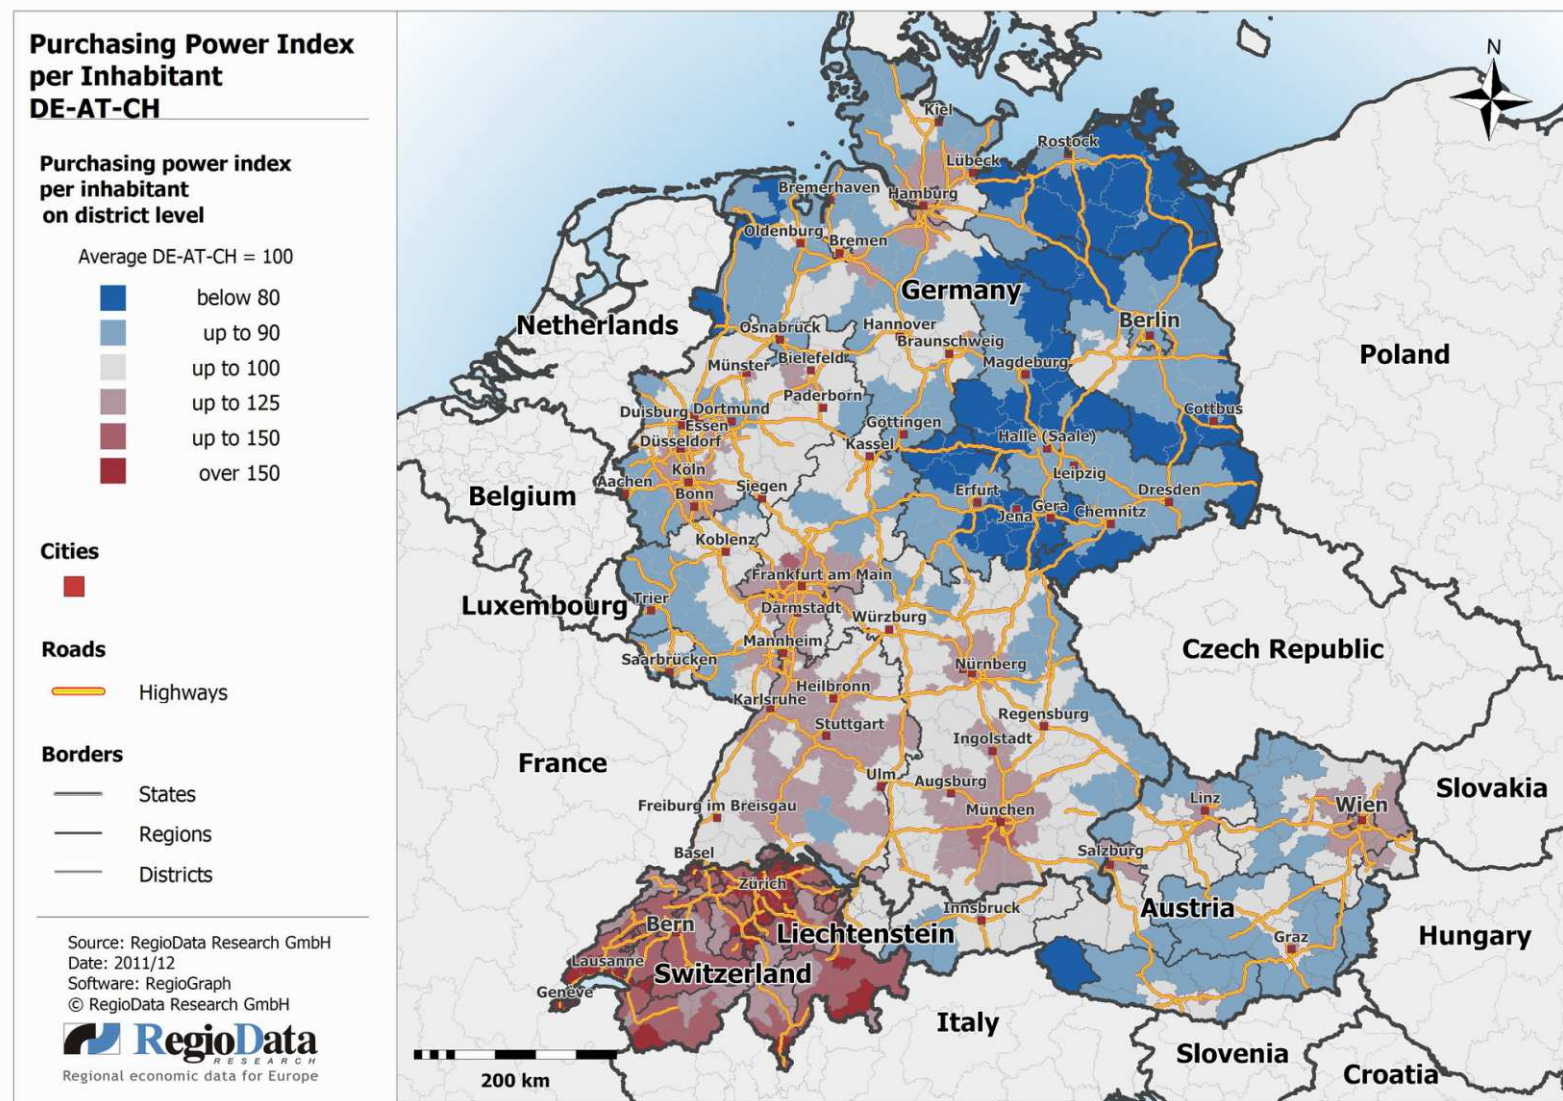 Purchasing Power Index
per Inhabitant
DE-AT-CH
Purchasing power index
per inhabitant
on district level
Average DE-AT-CH = 100
below 80
up to 90
up to 100
up to 125
up to 150
over 150
Cities
Roads
Highways
Borders
States
Regions
Districts
Source: RegioData Research GmbH
Date: 2011/12
Software: RegioGraph
© RegioData Research GmbH
RegioData
RESEARCH
Regional economic data for Europe
N
Kiel
Rostock
Lübeck
Bremerhaven
Hamburg
Oldenburg
Bremen
Germany
Netherlands
Osnabrück
Hannover
Berlin
Braunschweig
Poland
Bielefeld
Münster
Magdeburg
Paderborn
Duisburg
Dortmund
Cottbus
Essen
Göttingen
Düsseldorf
Kassel
Halle (Saale)
Köln
Leipzig
Aachen
Siegen
Belgium
Bonn
Erfurt
Dresden
Jena
Gera
Chemnitz
Koblenz
Frankfurt am Main
Luxembourg
Trier
Darmstadt
Würzburg
Mannheim
Czech Republic
Saarbrücken
Nürnberg
Heilbronn
Karlsruhe
Regensburg
Stuttgart
Ingolstadt
France
Ulm
Augsburg
Slovakia
Linz
Wien
Freiburg im Breisgau
München
Basel
Salzburg
Zürich
Innsbruck
Austria
Bern
Liechtenstein
Hungary
Graz
Lausanne
Switzerland
Genève
Italy
Slovenia
Croatia
200 km